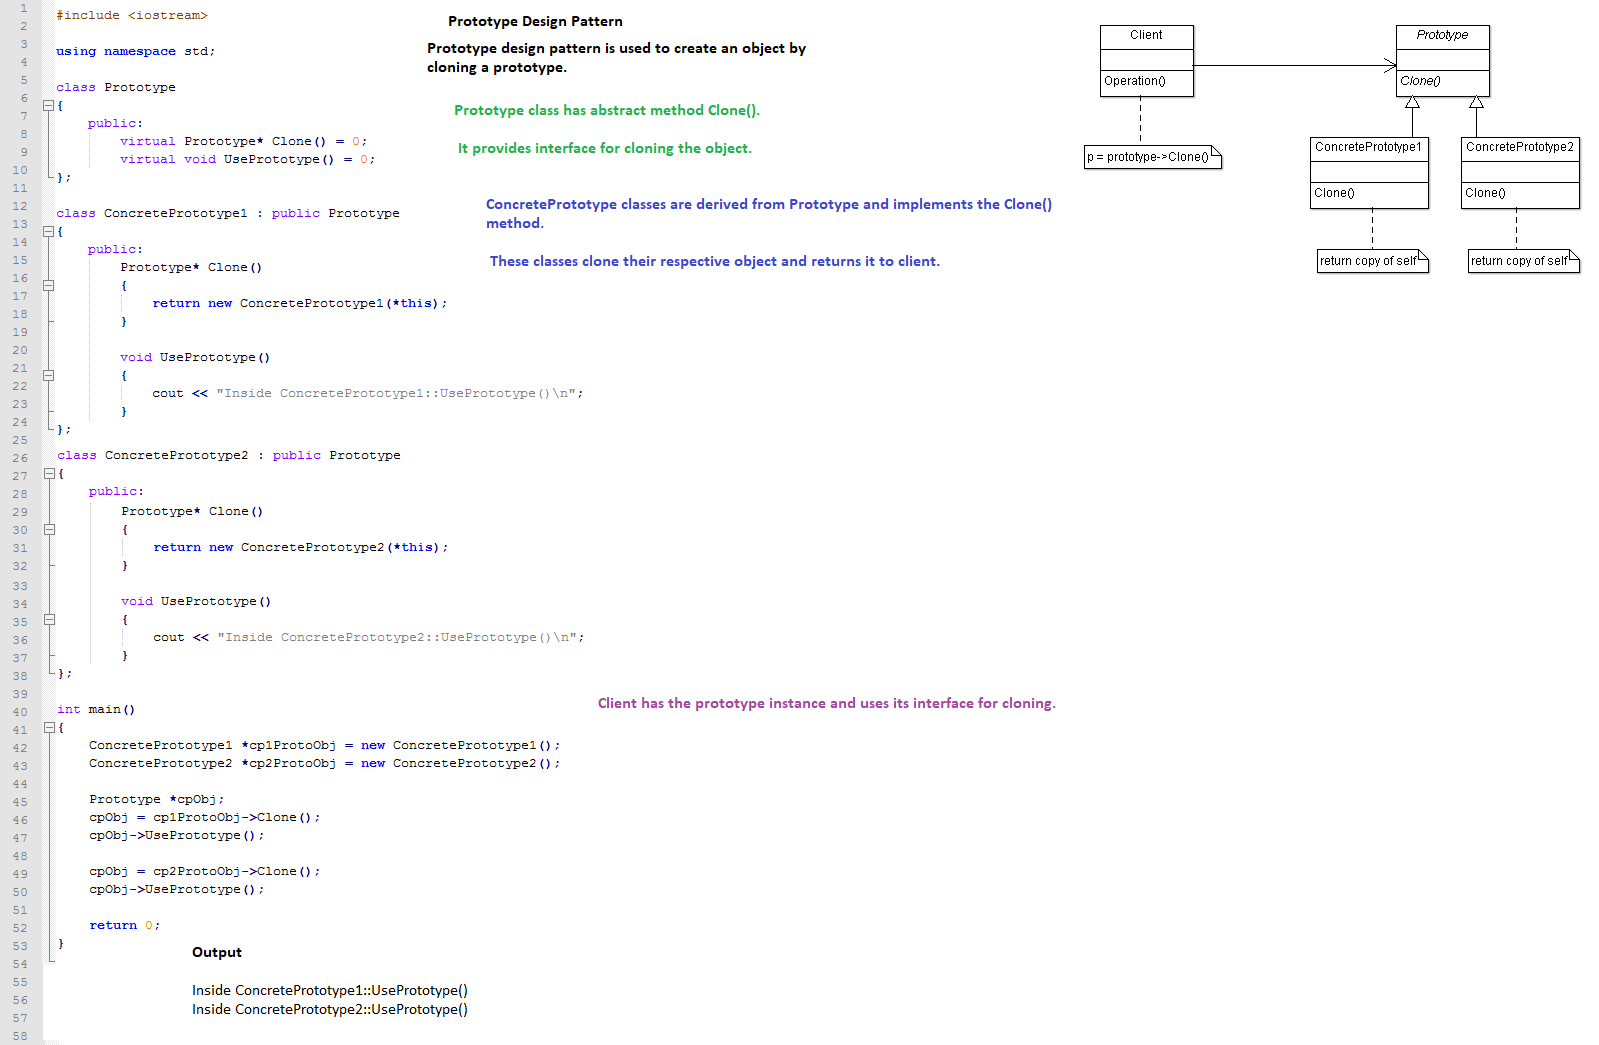 1
2
3
4
5
6
7
8
9
10
11
12
13
14
15
16
17
18
19
20
21
22
23
24
25
26
27
28
29
30
31
32
33
34
35
36
37
38
39
40
41
42
43
44
45
46
47
48
49
50
51
52
53
54
55
56
57
58
#include <iostream>
using namespace std;
class Prototype
{
public:
virtual Prototype* Clone() = 0;
virtual void UsePrototype() = 0;
};
class ConcretePrototype1 : public Prototype
{
public:
Prototype* Clone()
{
return new ConcretePrototype1(*this);
}
void UsePrototype()
{
cout << "Inside ConcretePrototype1::UsePrototype()\n";
}
};
class ConcretePrototype2 : public Prototype
{
public:
Prototype* Clone()
{
return new ConcretePrototype2(*this);
}
void UsePrototype()
{
cout << "Inside ConcretePrototype2::UsePrototype()\n";
}
};
int main()
{
ConcretePrototype1 *cp1ProtoObj = new ConcretePrototype1();
ConcretePrototype2 *cp2ProtoObj = new ConcretePrototype2();
Prototype *cpObj;
cpObj = cp1ProtoObj->Clone();
cpObj->UsePrototype();
cpObj = cp2ProtoObj->Clone();
cpObj->UsePrototype();
return 0;
}
Output
Inside ConcretePrototype1::UsePrototype()
Inside ConcretePrototype2::UsePrototype()
Prototype Design Pattern
Prototype design pattern is used to create an object by
cloning a prototype.
Prototype class has abstract method Clone().
It provides interface for cloning the object.
ConcretePrototype classes are derived from Prototype and implements the Clone()
method.
These classes clone their respective object and returns it to client.
Client has the prototype instance and uses its interface for cloning.
Client
Operation()
p = prototype->Clone()
Prototype
Clone()
ConcretePrototype1
Clone()
return copy of self
ConcretePrototype2
Clone()
return copy of self